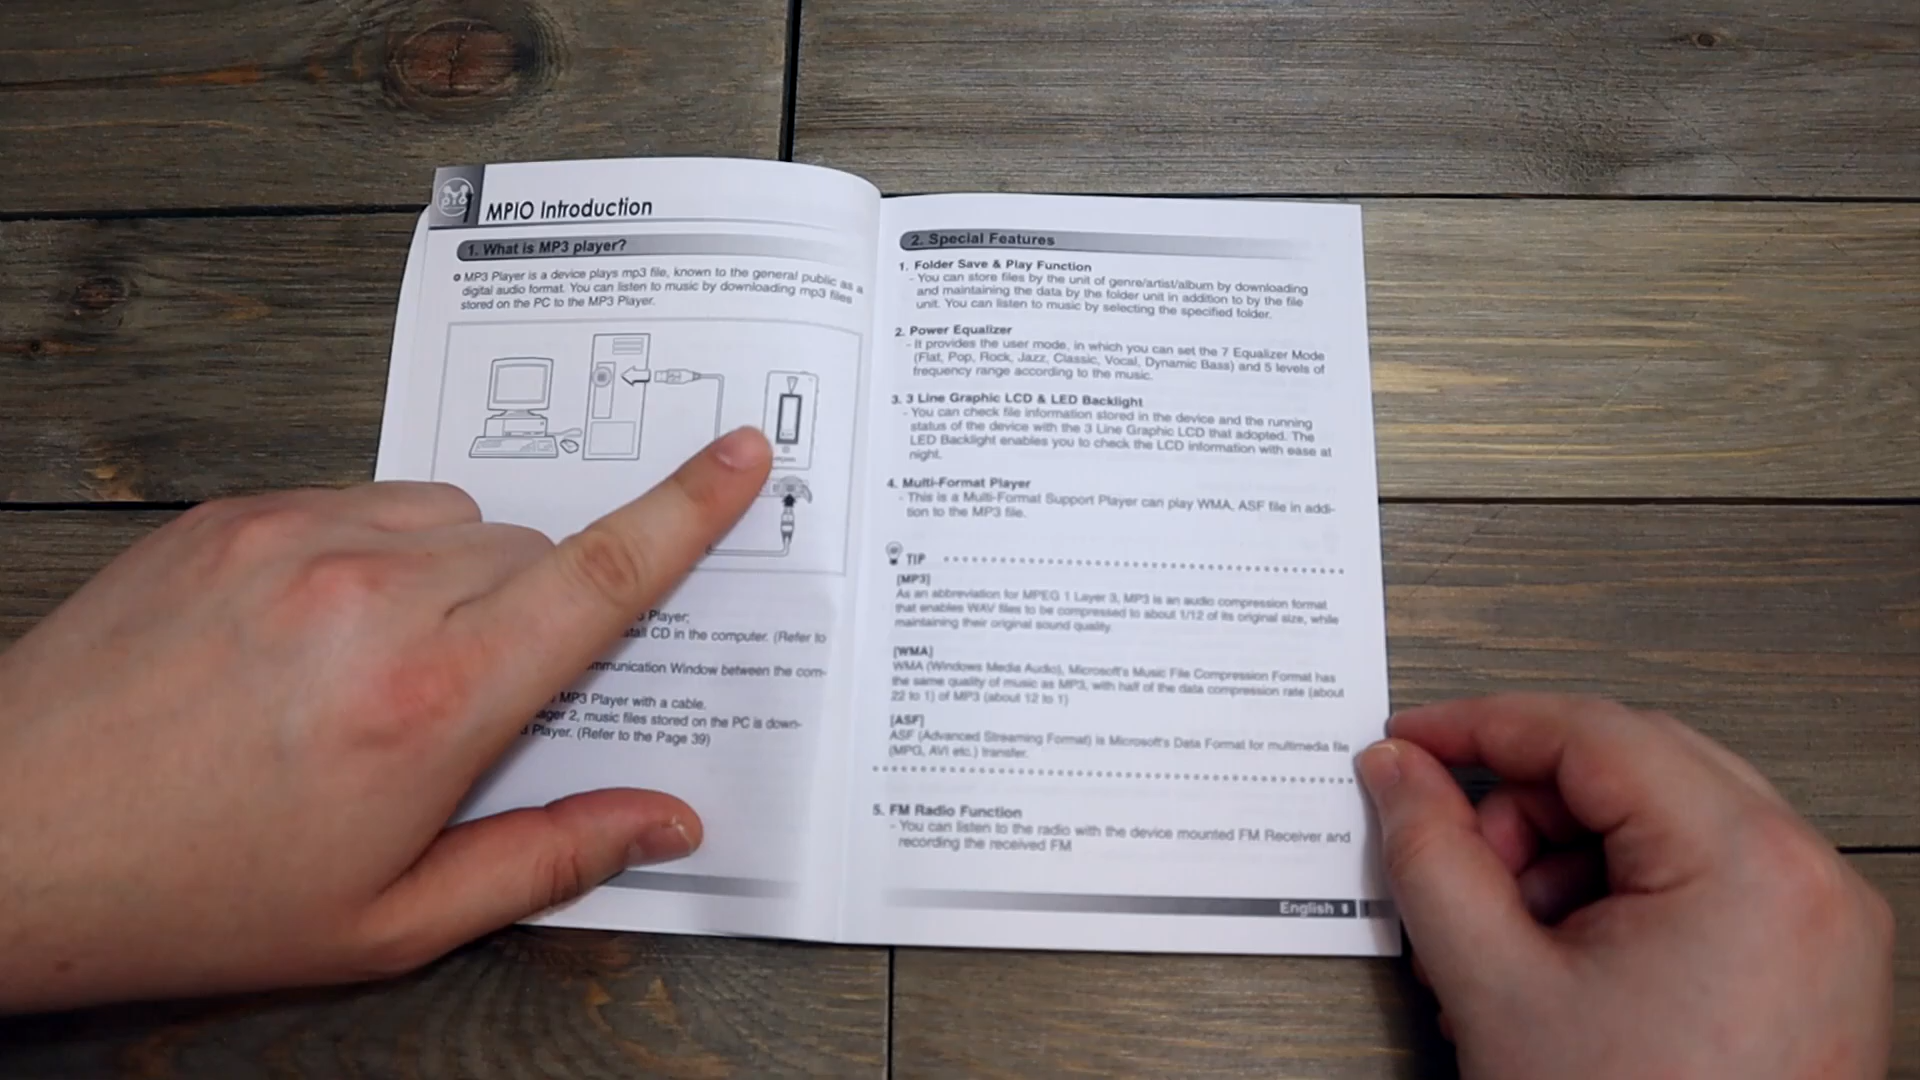 MPIO Introduction
1. What is MP3 player?
MP3 Player is a device plays mp3 file, known to the general public as a
digital audio format. You can listen to music by downloading mp3 files
stored on the PC to the MP3 Player.
Player;
CD in the computer. (Refer to
Window between the com-
MP3 Player with a cable.
2, music files stored on the PC is down-
Player. (Refer to the Page 39)
2. Special Features
1. Folder Save & Play Function
- You can store files by the unit of genre/artist/album by downloading
and maintaining the data by the folder unit in addition to by the file
unit. You can listen to music by selecting the specified folder.
2. Power Equalizer
- It provides the user mode, in which you can set the 7 Equalizer Mode
(Flat, Pop, Rock, Jazz, Classic, Vocal, Dynamic Bass) and 5 levels of
frequency range according to the music.
3. 3 Line Graphic LCD & LED Backlight
- You can check file information stored in the device and the running
status of the device with the 3 Line Graphic LCD that adopted. The
LED Backlight enables you to check the LCD information with ease at
night.
4. Multi-Format Player
- This is a Multi-Format Support Player can play WMA, ASF file in addi-
tion to the MP3 file.
TIP
[MP3]
As an abbreviation for MPEG 1 Layer 3, MP3 is an audio compression format
that enables WAV files to be compressed to about 1/12 of its original size, while
maintaining their original sound quality.
[WMA]
WMA (Windows Media Audio), Microsoft's Music File Compression Format has
the same quality of music as MP3, with half of the data compression rate (about
22 to 1) of MP3 (about 12 to 1)
[ASF]
ASF (Advanced Streaming Format) is Microsoft's Data Format for multimedia file
(MPG, AVI etc.) transfer.
5. FM Radio Function
- You can listen to the radio with the device mounted FM Receiver and
recording the received FM
English